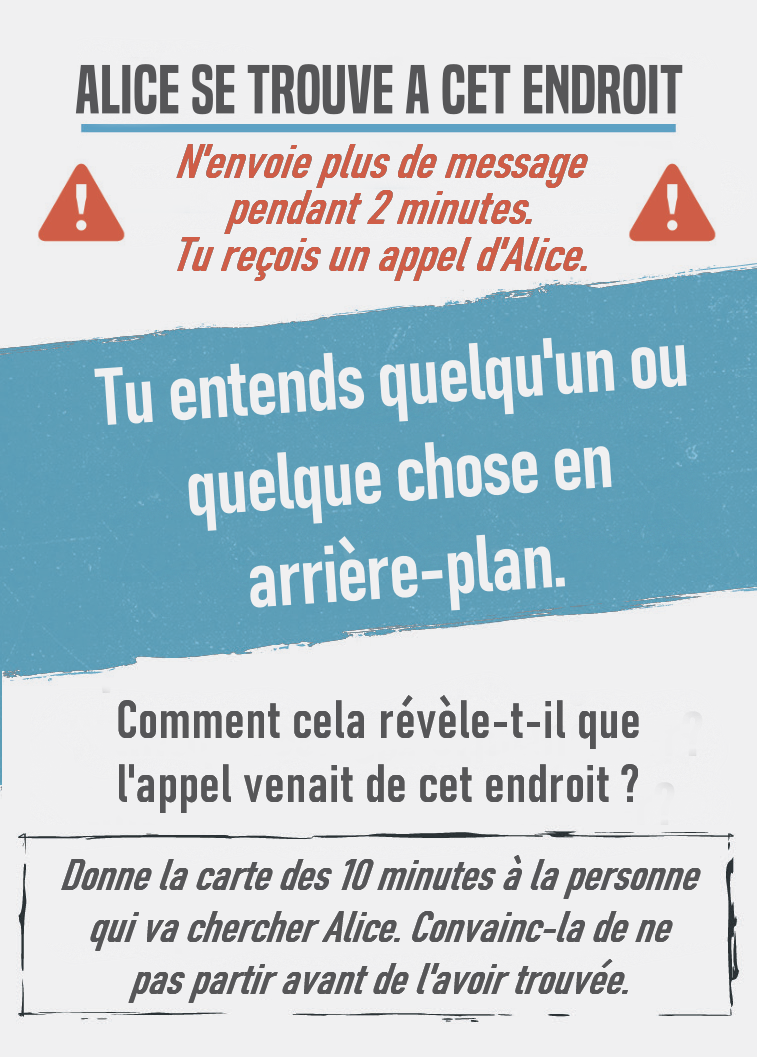 ALICE SE TROUVE A CET ENDROIT
N'envoie plus de message
pendant 2 minutes.
Tu reçois un appel d'Alice.
Tu entends quelqu'un ou
quelque chose en
arrière-plan.
Comment cela révèle-t-il que
l'appel venait de cet endroit ?
Donne la carte des 10 minutes à la personne
qui va chercher Alice. Convainc-la de ne
pas partir avant de l'avoir trouvée.